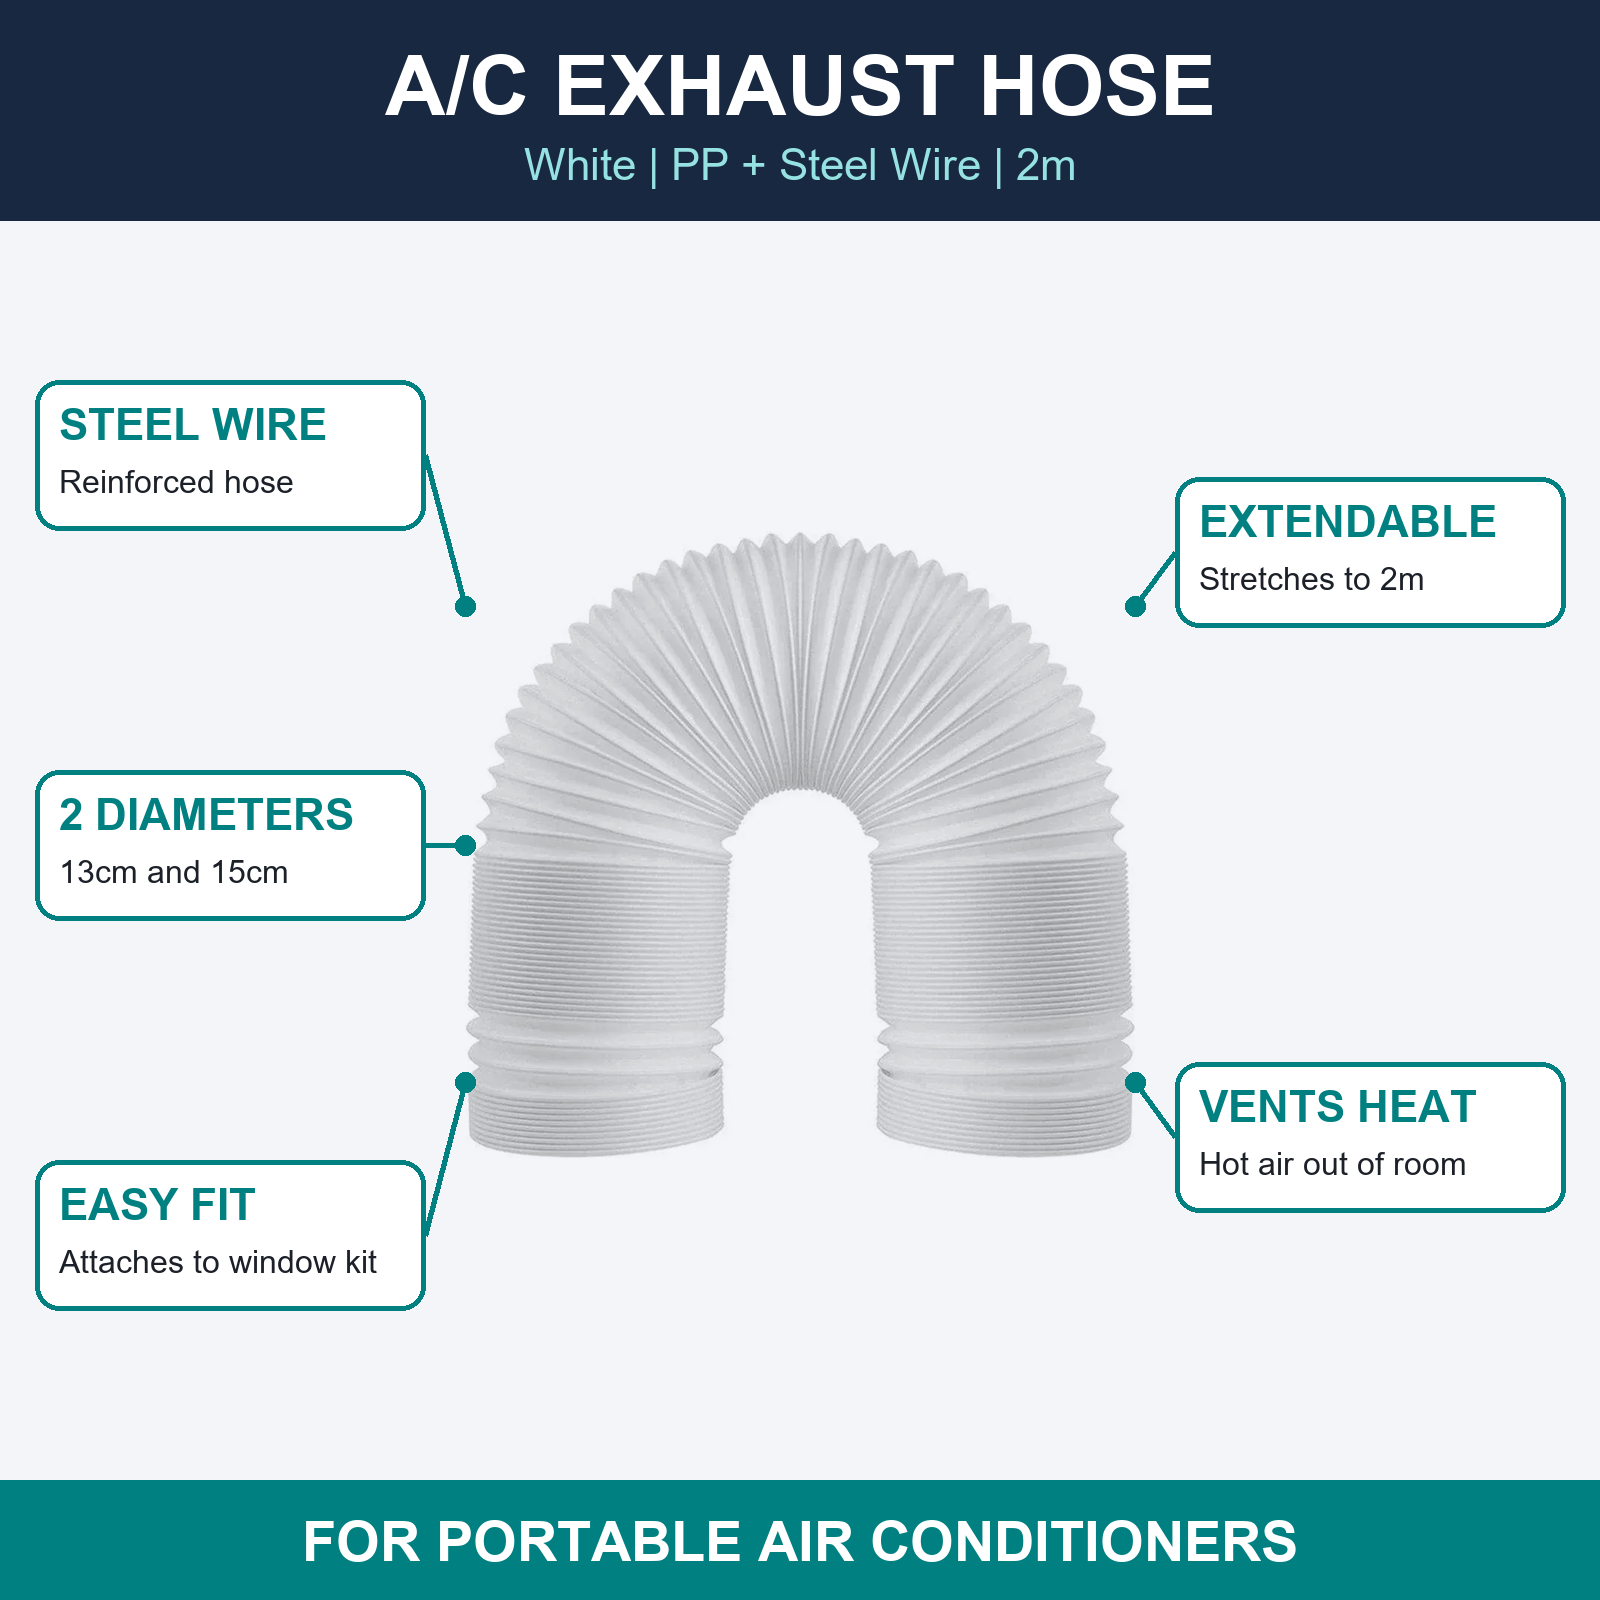 A/C EXHAUST HOSE
White | PP + Steel Wire | 2m
STEEL WIRE
Reinforced hose
EXTENDABLE
Stretches to 2m
2 DIAMETERS
13cm and 15cm
VENTS HEAT
Hot air out of room
EASY FIT
Attaches to window kit
FOR PORTABLE AIR CONDITIONERS